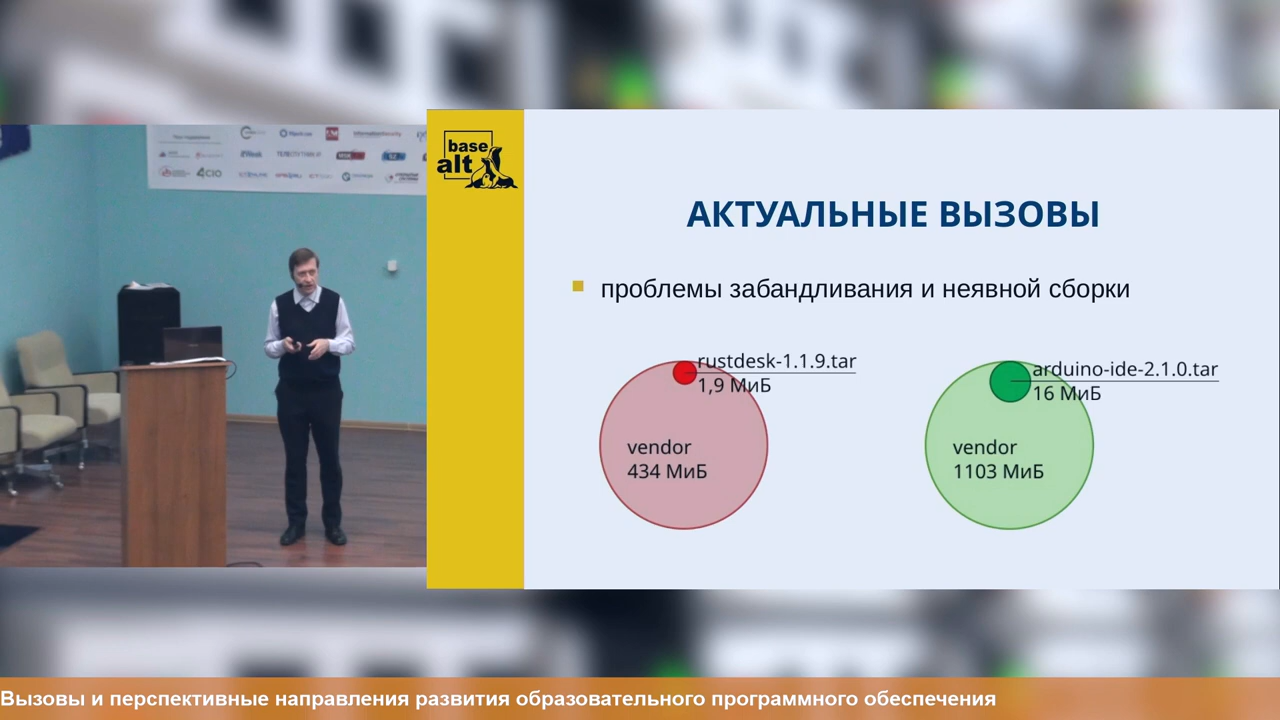 base
alt
АКТУАЛЬНЫЕ ВЫЗОВЫ
проблемы забандливания и неявной сборки
rustdesk-1.1.9.tar
1,9 МиБ
vendor
434 МиБ
arduino-ide-2.1.0.tar
16 МиБ
vendor
1103 МиБ
4CIO
Вызовы и перспективные направления развития образовательного программного обеспечения